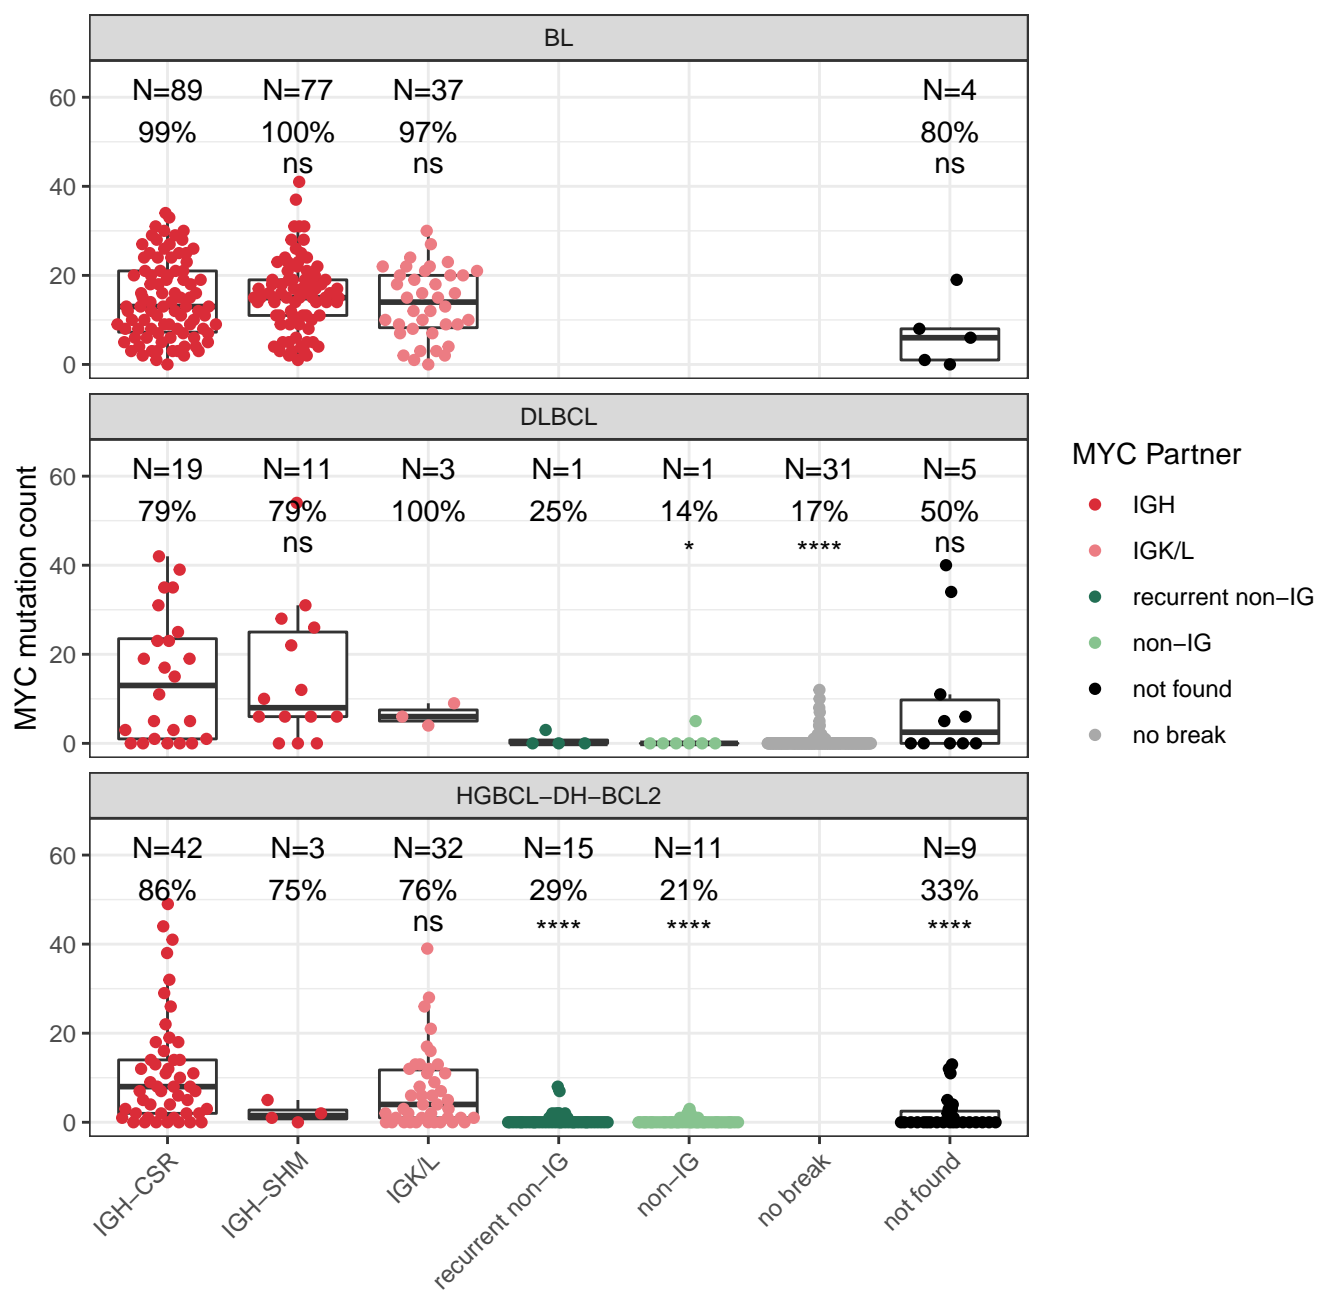 BL
N=89 N=77 N=37 N=4
99% 100% 97% 80%
ns ns ns
60
40
20
0
DLBCL
N=19 N=11 N=3 N=1 N=1 N=31 N=5
79% 79% 100% 25% 14% 17% 50%
ns * **** ns
60
40
20
0
HGBCL−DH−BCL2
N=42 N=3 N=32 N=15 N=11 N=9
86% 75% 76% 29% 21% 33%
ns **** **** ****
60
40
20
0
MYC mutation count
IGH−CSR
IGH−SHM
IGK/L
recurrent non−IG
non−IG
no break
not found
MYC Partner
IGH
IGK/L
recurrent non−IG
non−IG
not found
no break